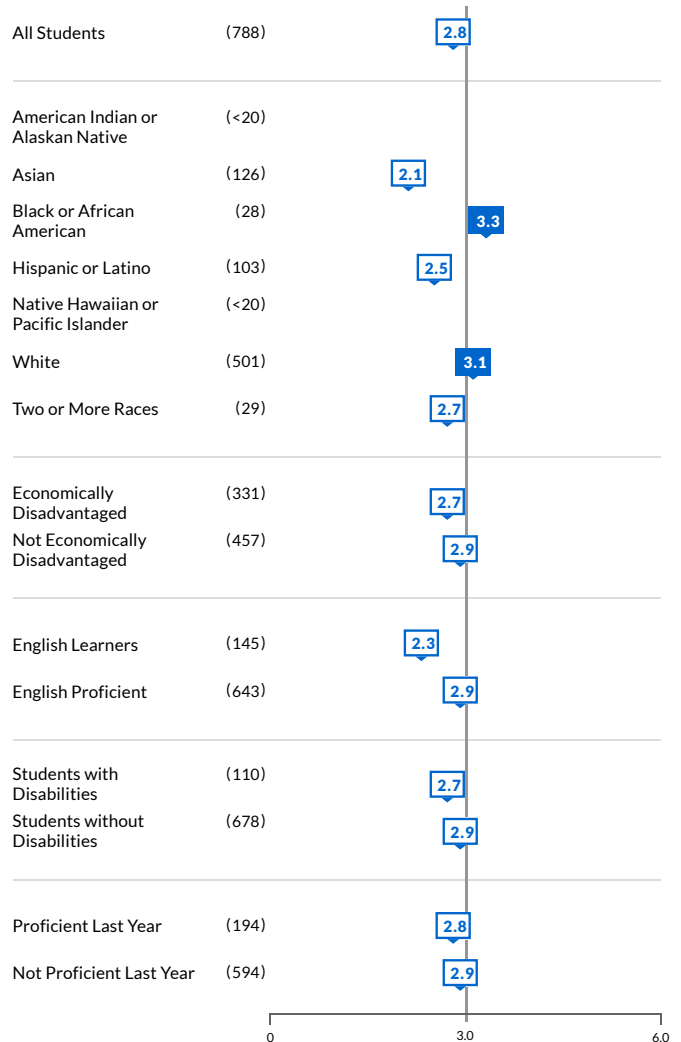 All Students (788) 2.8
American Indian or (<20)
Alaskan Native
Asian (126) 2.1
Black or African (28) 3.3
American
Hispanic or Latino (103) 2.5
Native Hawaiian or (<20)
Pacific Islander
White (501) 3.1
Two or More Races (29) 2.7
Economically (331) 2.7
Disadvantaged
Not Economically (457) 2.9
Disadvantaged
English Learners (145) 2.3
English Proficient (643) 2.9
Students with (110) 2.7
Disabilities
Students without (678) 2.9
Disabilities
Proficient Last Year (194) 2.8
Not Proficient Last Year (594) 2.9
0 3.0 6.0